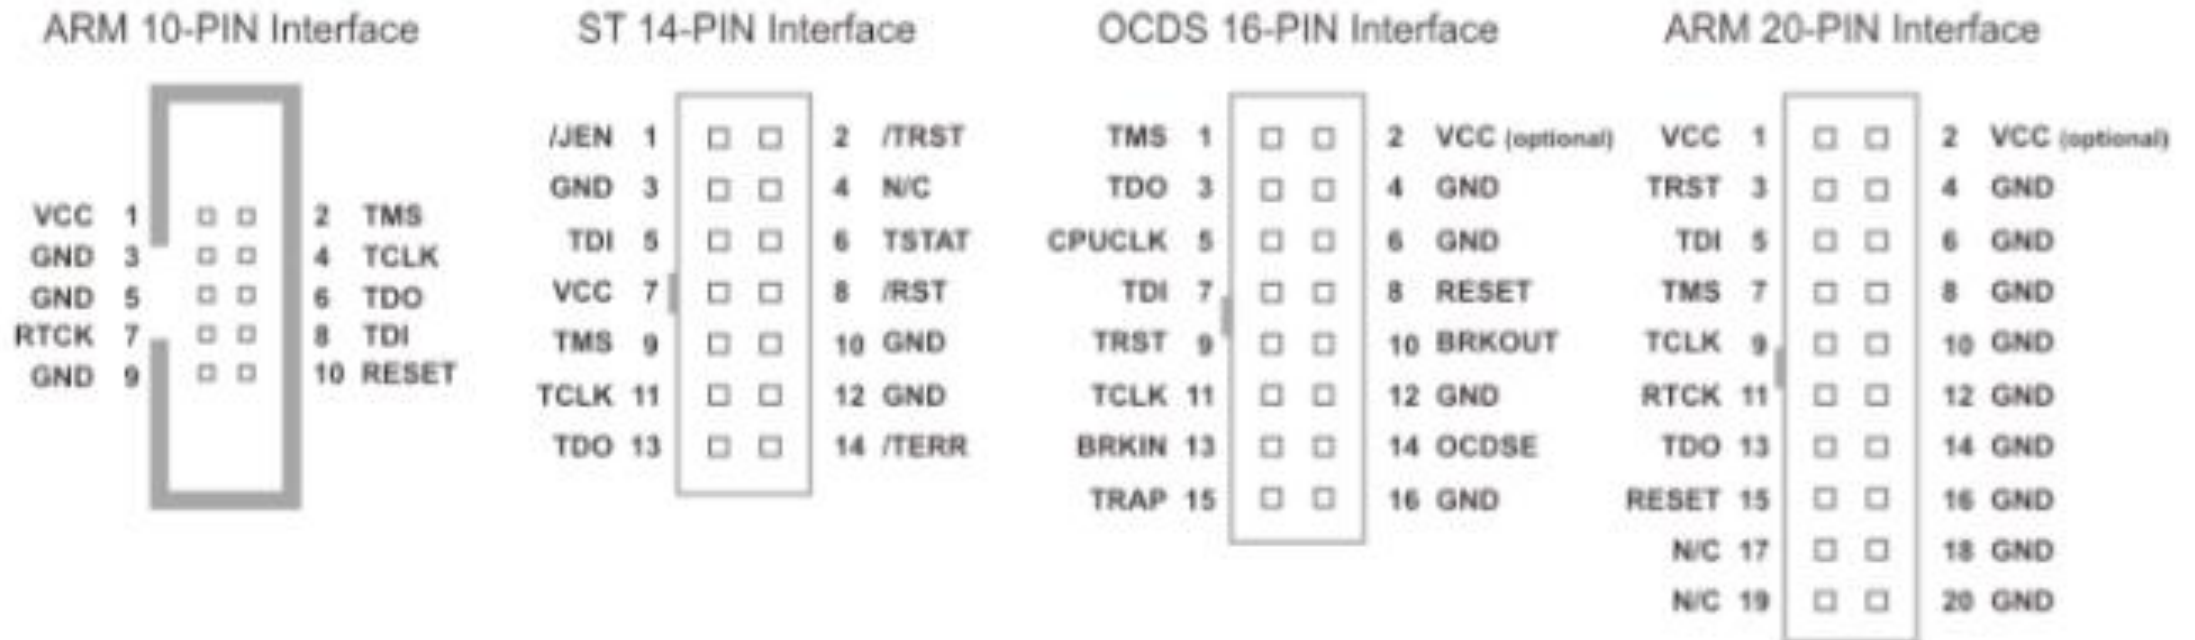 ARM 10-PIN Interface
VCC 1 2 TMS
GND 3 4 TCLK
GND 5 6 TDO
RTCK 7 8 TDI
GND 9 10 RESET
ST 14-PIN Interface
/JEN 1 2 /TRST
GND 3 4 N/C
TDI 5 6 TSTAT
VCC 7 8 /RST
TMS 9 10 GND
TCLK 11 12 GND
TDO 13 14 /TERR
OCDS 16-PIN Interface
TMS 1 2 VCC (optional)
TDO 3 4 GND
CPUCLK 5 6 GND
TDI 7 8 RESET
TRST 9 10 BRKOUT
TCLK 11 12 GND
BRKIN 13 14 OCDSE
TRAP 15 16 GND
ARM 20-PIN Interface
VCC 1 2 VCC (optional)
TRST 3 4 GND
TDI 5 6 GND
TMS 7 8 GND
TCLK 9 10 GND
RTCK 11 12 GND
TDO 13 14 GND
RESET 15 16 GND
N/C 17 18 GND
N/C 19 20 GND